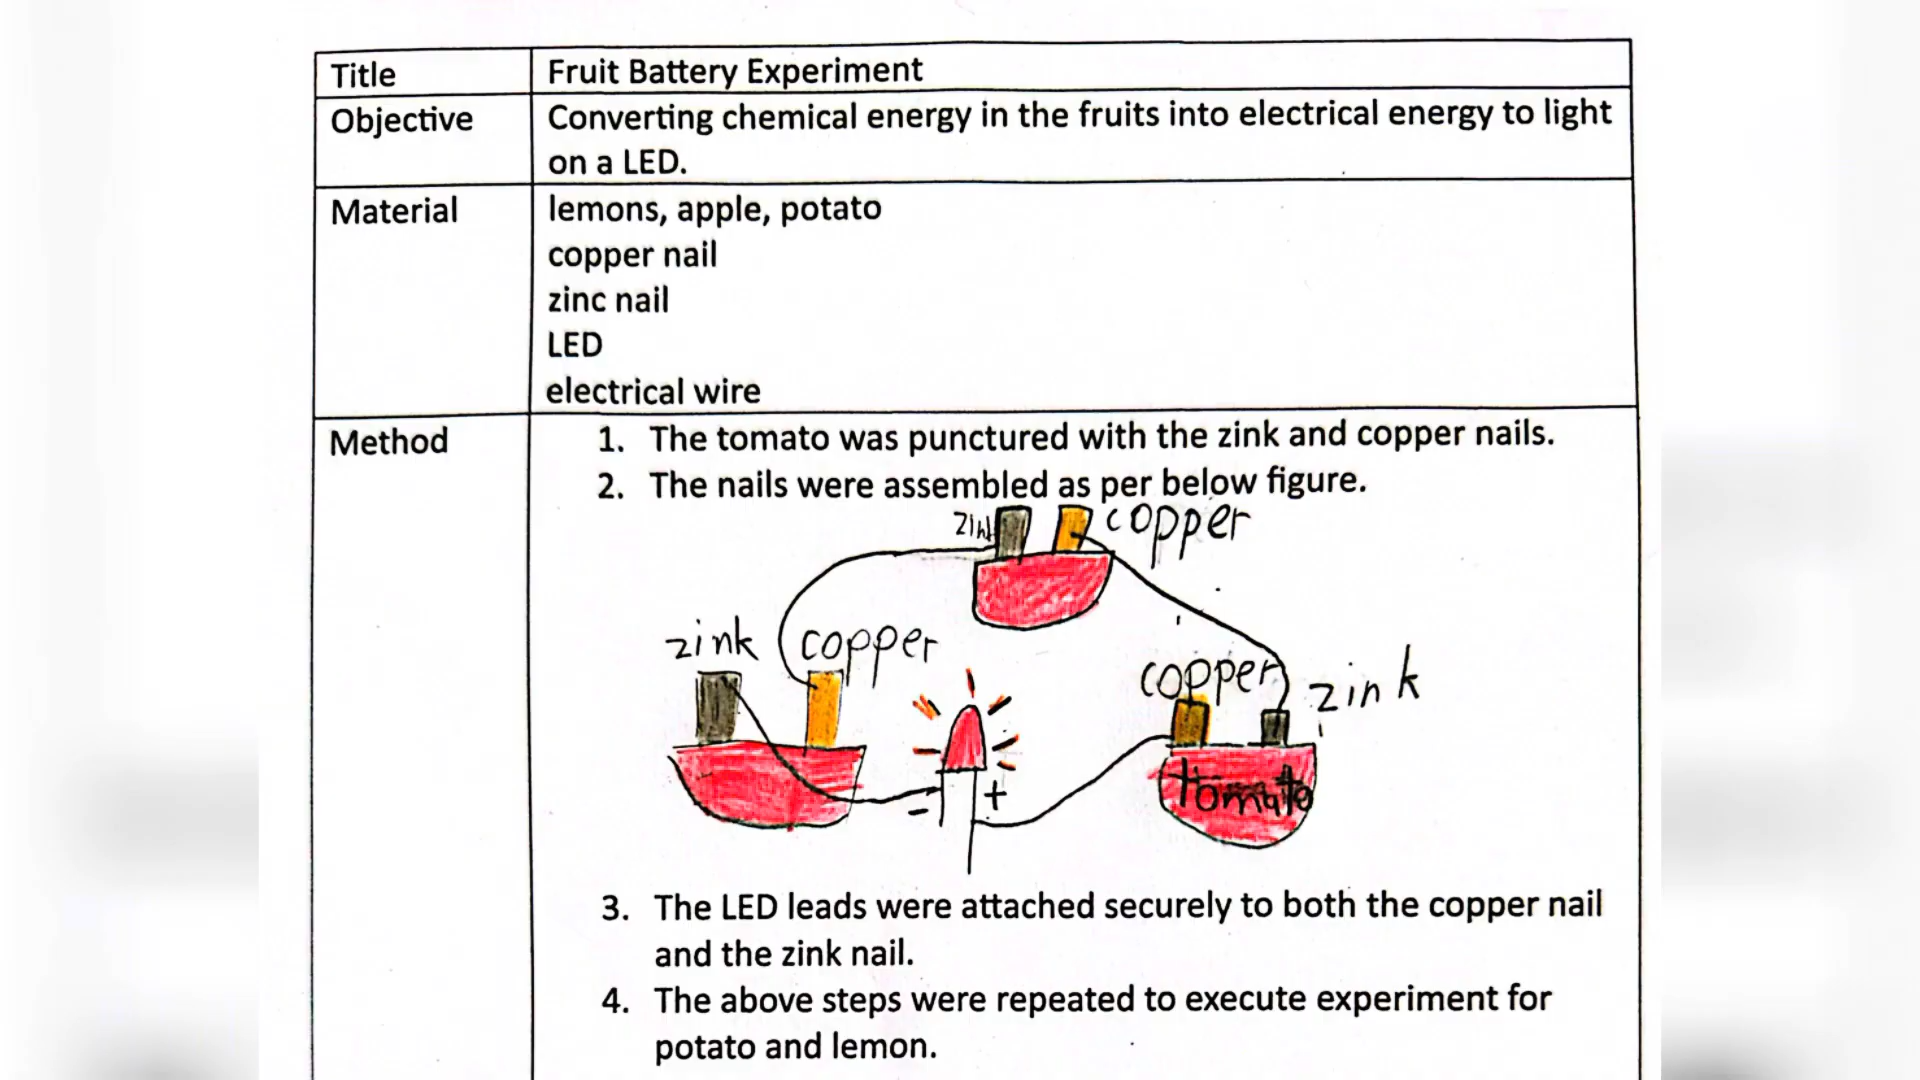 Title
Fruit Battery Experiment
Objective
Converting chemical energy in the fruits into electrical energy to light
on a LED.
Material
lemons, apple, potato
copper nail
zinc nail
LED
electrical wire
Method
1. The tomato was punctured with the zink and copper nails.
2. The nails were assembled as per below figure.
copper
zink
copper
copper
zink
+
-
tomato
3. The LED leads were attached securely to both the copper nail
and the zink nail.
4. The above steps were repeated to execute experiment for
potato and lemon.